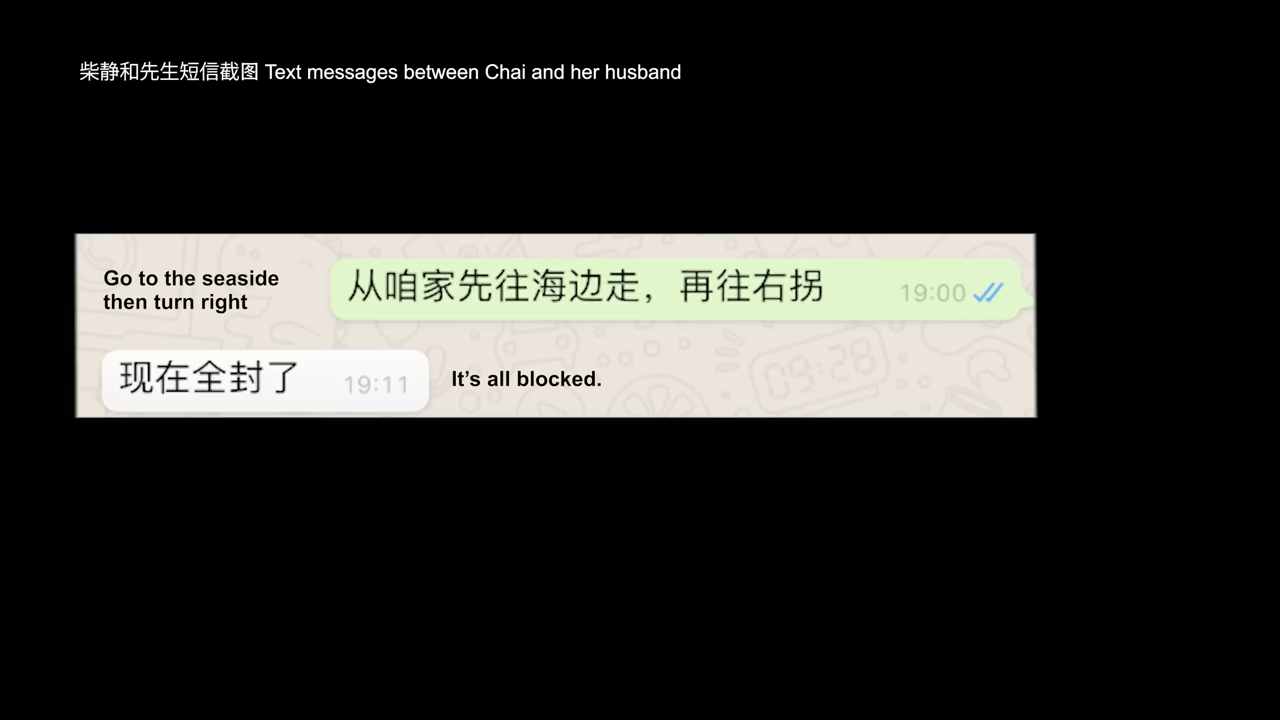 柴静和先生短信截图 Text messages between Chai and her husband
Go to the seaside
then turn right
从咱家先往海边走，再往右拐
19:00
现在全封了
19:11
It’s all blocked.